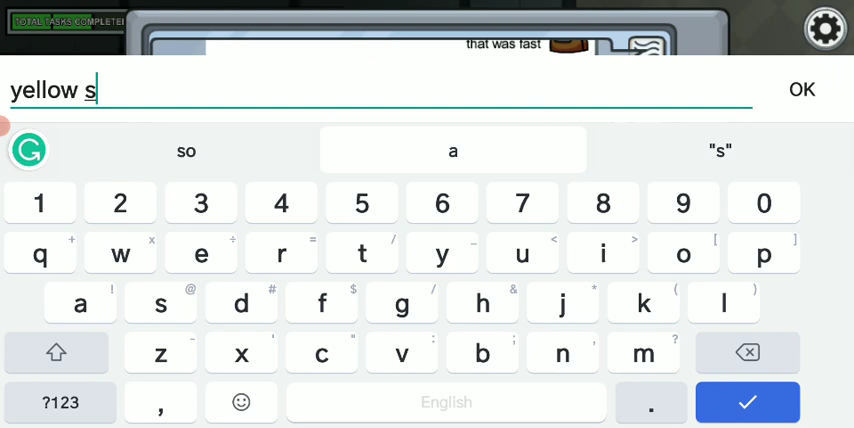 TOTAL TASKS COMPLETED
that was fast
yellow s
OK
so a "s"
1 2 3 4 5 6 7 8 9 0
q + w x e ÷ r = t / y _ u < i > o [ p ]
a ! s @ d # f $ g / h & j * k ( l )
z - x ' c " v : b ; n , m ?
?123 , English .